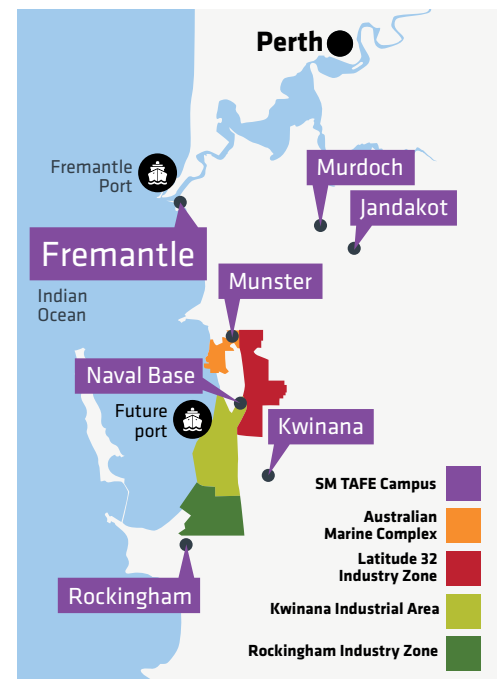 Perth
Fremantle
Port
Murdoch
Jandakot
Fremantle
Indian
Ocean
Munster
Naval Base
Future
port
Kwinana
SM TAFE Campus
Australian
Marine Complex
Latitude 32
Industry Zone
Kwinana Industrial Area
Rockingham
Rockingham Industry Zone